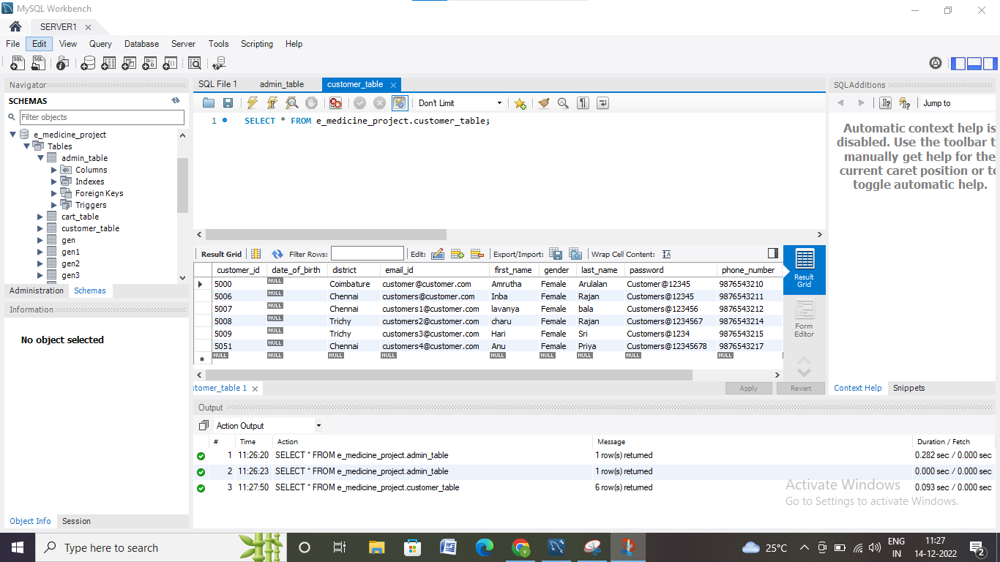 MySQL Workbench
SERVER1
File Edit View Query Database Server Tools Scripting Help
Navigator
SCHEMAS
Filter objects
e_medicine_project
Tables
admin_table
Columns
Indexes
Foreign Keys
Triggers
cart_table
customer_table
gen
gen1
gen2
gen3
Administration Schemas
Information
No object selected
Object Info Session
SQL File 1 admin_table customer_table
Don't Limit
1 SELECT * FROM e_medicine_project.customer_table;
Result Grid Filter Rows: Edit: Export/Import: Wrap Cell Content:
customer_id date_of_birth district email_id first_name gender last_name password phone_number
5000 NULL Coimbature customer@customer.com Amrutha Female Arulalan Customer@12345 9876543210
5006 NULL Chennai customers@customer.com Inba Female Rajan Customers@12345 9876543211
5007 NULL Chennai customers1@customer.com lavanya Female bala Customers@123456 9876543212
5008 NULL Trichy customers2@customer.com charu Female Rajan Customers@1234567 9876543214
5009 NULL Trichy customers3@customer.com Hari Female Sri Customers@1234 9876543215
5051 NULL Chennai customers4@customer.com Anu Female Priya Customers@12345678 9876543217
NULL NULL NULL NULL NULL NULL NULL NULL NULL
Result
Grid
Form
Editor
stomer_table 1 Apply Revert
SQLAdditions
Jump to
Automatic context help is
disabled. Use the toolbar t
manually get help for the
current caret position or to
toggle automatic help.
Context Help Snippets
Output
Action Output
# Time Action Message Duration / Fetch
1 11:26:20 SELECT * FROM e_medicine_project.admin_table 1 row(s) returned 0.282 sec / 0.000 sec
2 11:26:23 SELECT * FROM e_medicine_project.admin_table 1 row(s) returned 0.000 sec / 0.000 sec
3 11:27:50 SELECT * FROM e_medicine_project.customer_table 6 row(s) returned 0.093 sec / 0.000 sec
Activate Windows
Go to Settings to activate Windows.
Type here to search
25°C
ENG
IN
11:27
14-12-2022
2